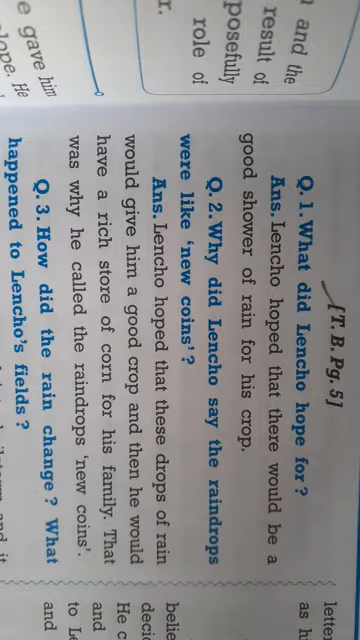 and the
result of
posefully
role of
r.
e gave him
He
[T. B. Pg. 5]
Q. 1. What did Lencho hope for ?
Ans. Lencho hoped that there would be a
good shower of rain for his crop.
Q. 2. Why did Lencho say the raindrops
were like ‘new coins’ ?
Ans. Lencho hoped that these drops of rain
would give him a good crop and then he would
have a rich store of corn for his family. That
was why he called the raindrops ‘new coins’.
Q. 3. How did the rain change ? What
happened to Lencho’s fields ?
and it
letter
as
He
and
to
and